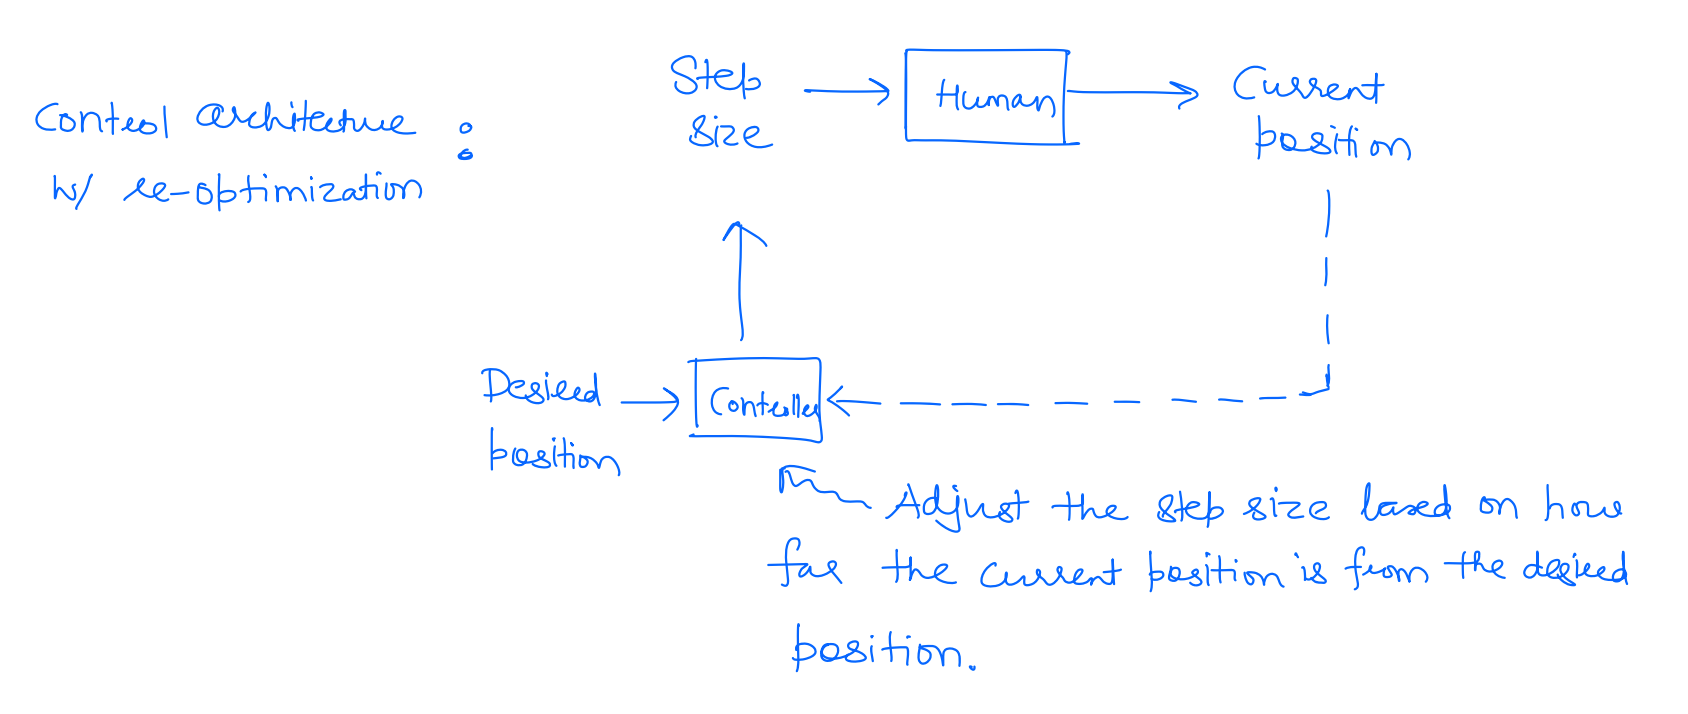 Control architecture :
w/ re-optimization
Step
size
Human
Current
position
Desired
position
Controller
Adjust the step size based on how
far the current position is from the desired
position.